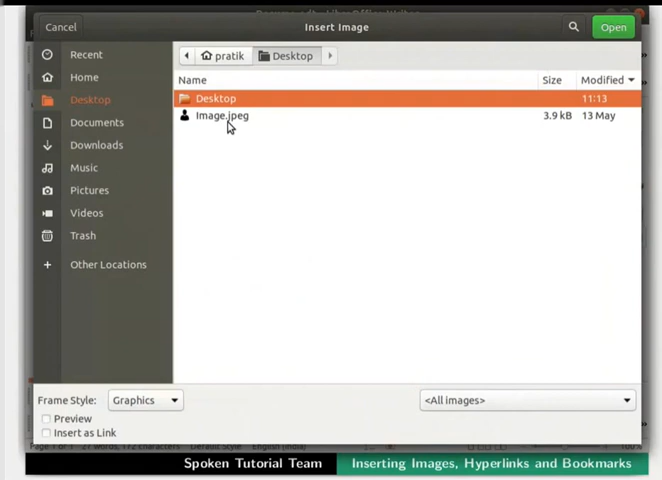 Cancel
Insert Image
Open
Recent
Home
Desktop
Documents
Downloads
Music
Pictures
Videos
Trash
Other Locations
pratik
Desktop
Name Size Modified
Desktop 11:13
Image.jpeg 3.9 kB 13 May
Frame Style: Graphics
<All images>
Preview
Insert as Link
Spoken Tutorial Team
Inserting Images, Hyperlinks and Bookmarks